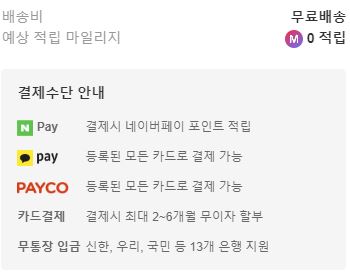 배송비 무료배송
예상 적립 마일리지 M 0 적립
결제수단 안내
N Pay 결제시 네이버페이 포인트 적립
pay 등록된 모든 카드로 결제 가능
PAYCO 등록된 모든 카드로 결제 가능
카드결제 결제시 최대 2~6개월 무이자 할부
무통장 입금 신한, 우리, 국민 등 13개 은행 지원